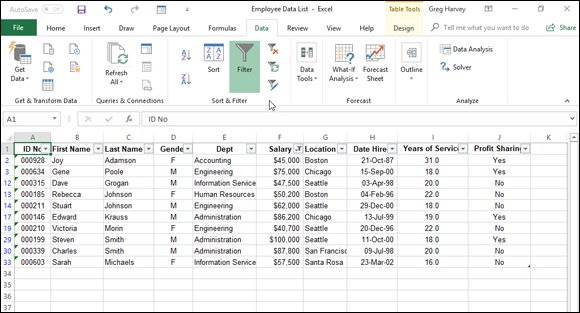 AutoSave Off
Employee Data List - Excel
Table Tools
Greg Harvey
File Home Insert Draw Page Layout Formulas Data Review View Help Design Tell me what you want to do
Get Data
Refresh All
Sort
Filter
Data Tools
What-If Analysis
Forecast Sheet
Outline
Data Analysis
Solver
Get & Transform Data
Queries & Connections
Sort & Filter
Forecast
Analyze
A1 fx ID No
A B C D E F G H I J K
1 ID No First Name Last Name Gende Dept Salary Location Date Hire Years of Servic Profit Sharing
2 000928 Joy Adamson F Accounting $45,000 Boston 21-Oct-87 31.0 Yes
000634 Gene Poole M Engineering $75,000 Chicago 15-Sep-00 18.0 Yes
12 000315 Dave Grogan M Information Service $47,500 Seattle 03-Apr-98 20.0 No
13 000185 Rebecca Johnson F Human Resources $50,200 Boston 04-Feb-96 22.0 No
15 000211 Stuart Johnson M Engineering $62,000 Seattle 29-Dec-00 18.0 No
16 000146 Edward Krauss M Administration $86,200 Chicago 13-Jul-99 19.0 Yes
22 000210 Victoria Morin F Engineering $40,700 Seattle 20-Dec-96 22.0 No
29 000199 Steven Smith M Administration $100,000 Seattle 11-Oct-00 18.0 Yes
30 000339 Charles Smith M Administration $87,800 San Francisc 09-Jul-98 20.0 No
33 000603 Sarah Michaels F Information Service $57,500 Santa Rosa 23-Mar-02 16.0 No
34
35
36
37